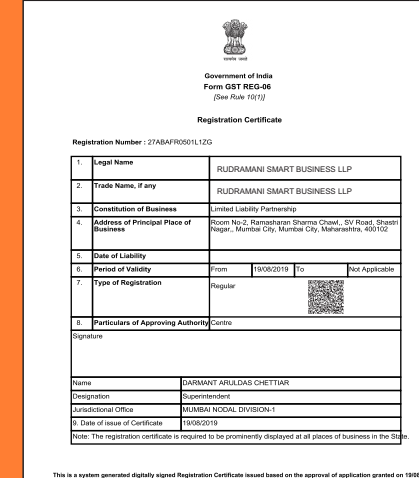 सत्यमेव जयते
Government of India
Form GST REG-06
[See Rule 10(1)]
Registration Certificate
Registration Number : 27ABAFR0501L1ZG
1. Legal Name RUDRAMANI SMART BUSINESS LLP
2. Trade Name, if any RUDRAMANI SMART BUSINESS LLP
3. Constitution of Business Limited Liability Partnership
4. Address of Principal Place of Business Room No-2, Ramasharan Sharma Chawl,, SV Road, Shastri
Nagar,, Mumbai City, Mumbai City, Maharashtra, 400102
5. Date of Liability
6. Period of Validity From 19/08/2019 To Not Applicable
7. Type of Registration Regular
8. Particulars of Approving Authority Centre
Signature
Name DARMANT ARULDAS CHETTIAR
Designation Superintendent
Jurisdictional Office MUMBAI NODAL DIVISION-1
9. Date of issue of Certificate 19/08/2019
Note: The registration certificate is required to be prominently displayed at all places of business in the State.
This is a system generated digitally signed Registration Certificate issued based on the approval of application granted on 19/08